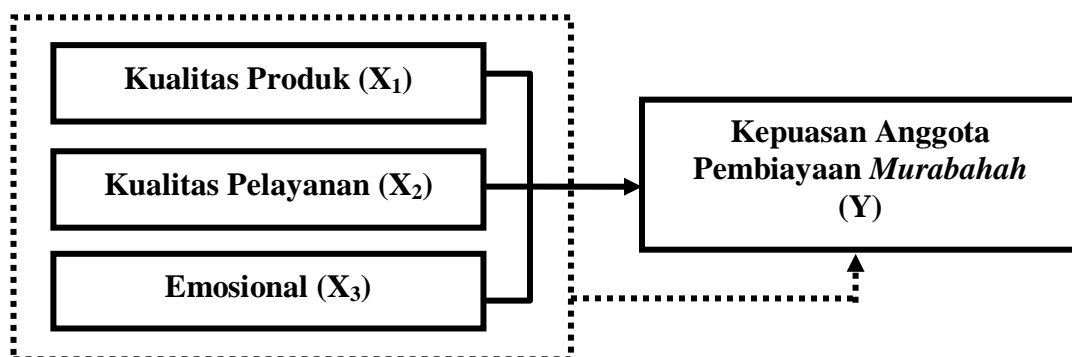 Kualitas Produk (X₁)
Kualitas Pelayanan (X₂)
Emosional (X₃)
Kepuasan Anggota
Pembiayaan Murabahah
(Y)